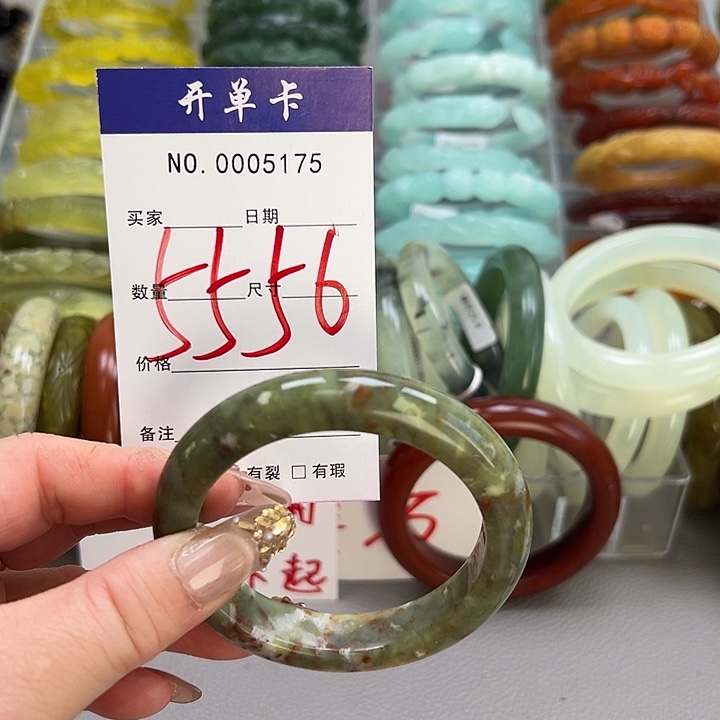 开单卡
NO. 0005175
买家 日期
5556
数量 尺寸
价格
备注
有裂 □ 有瑕
起